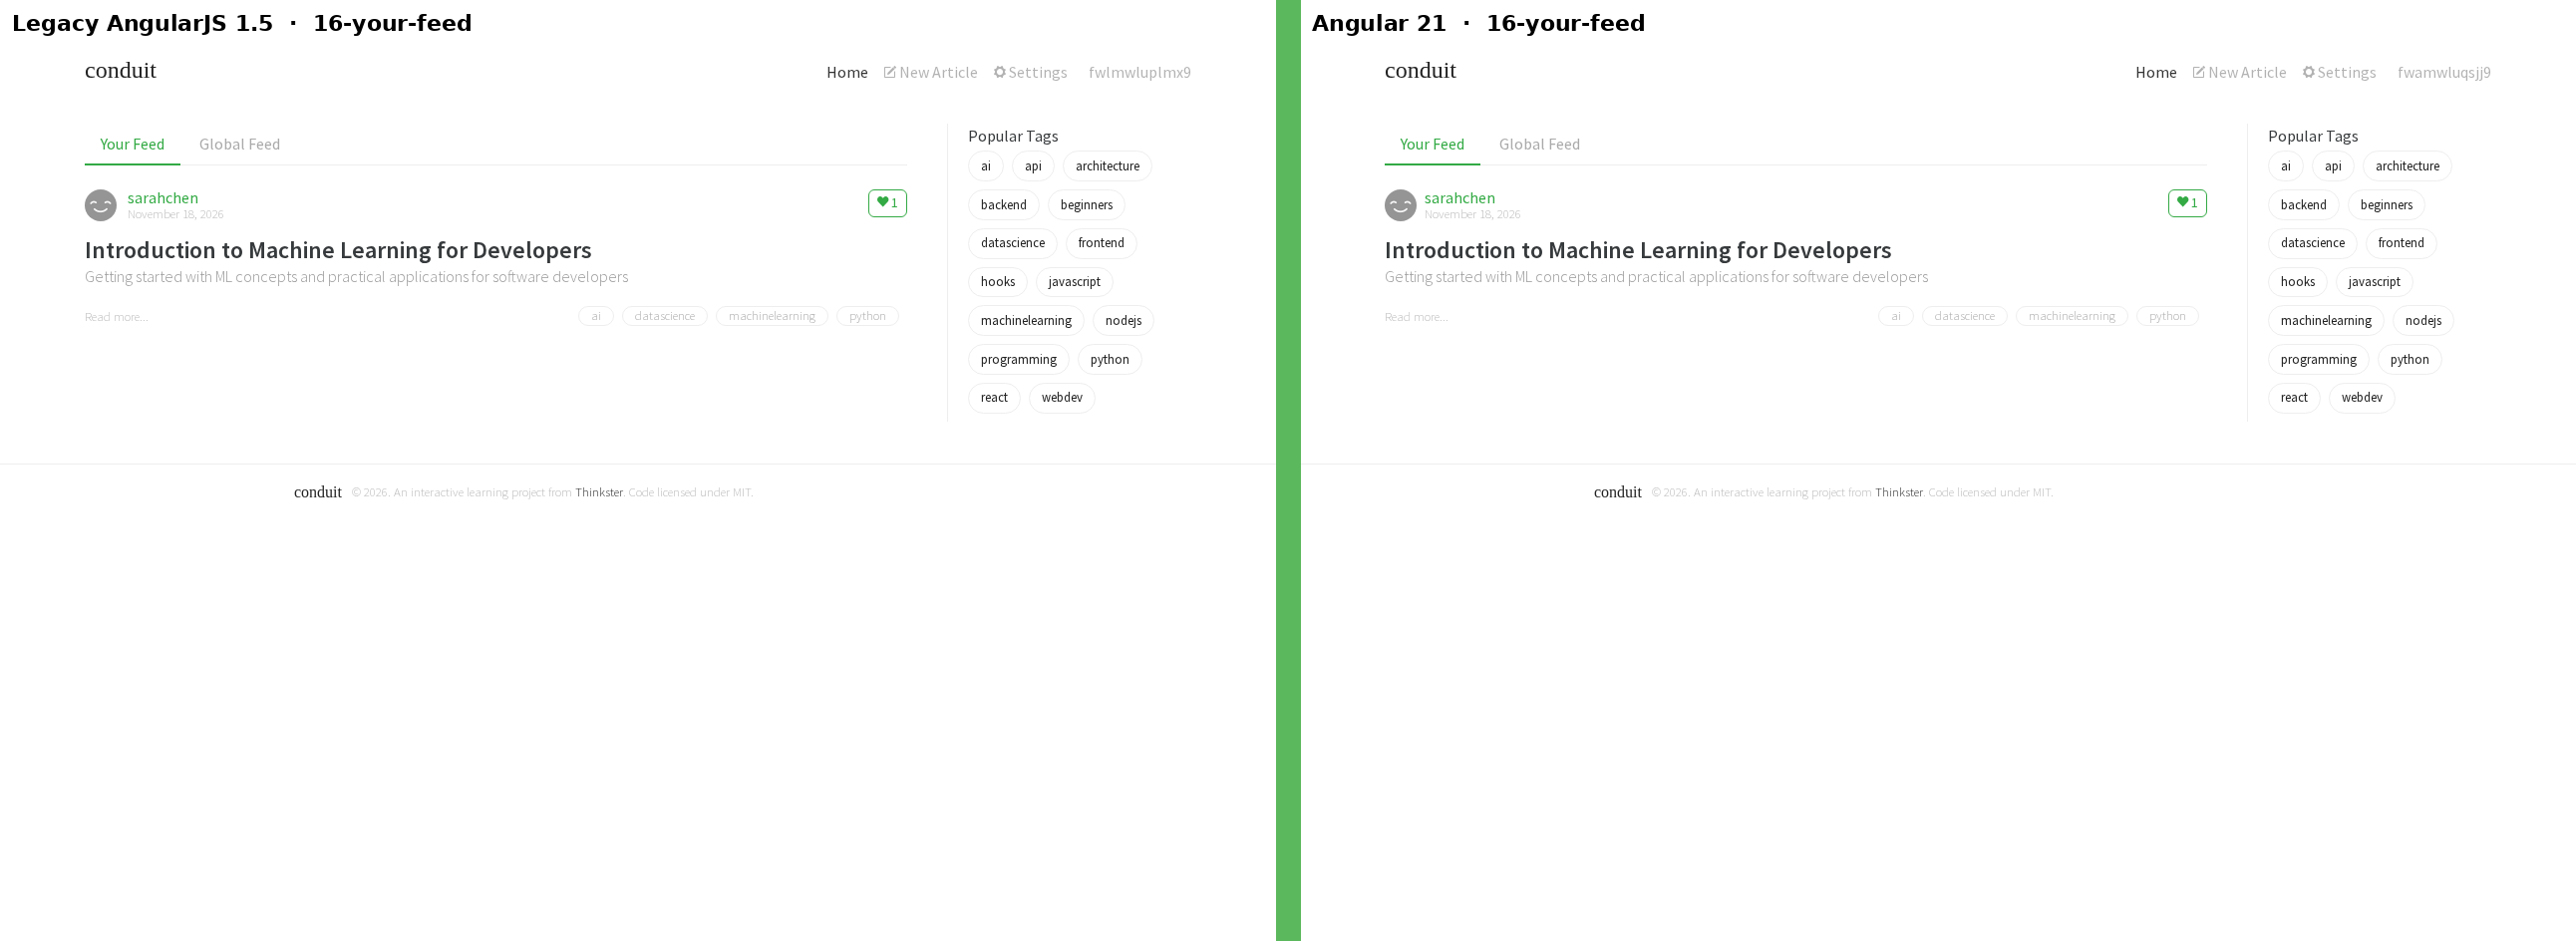 Legacy AngularJS 1.5 · 16-your-feed
conduit
Home New Article Settings fwlmwluplmx9
Your Feed Global Feed
sarahchen
November 18, 2026
1
Introduction to Machine Learning for Developers
Getting started with ML concepts and practical applications for software developers
Read more...
ai datascience machinelearning python
Popular Tags
ai api architecture
backend beginners
datascience frontend
hooks javascript
machinelearning nodejs
programming python
react webdev
conduit © 2026. An interactive learning project from Thinkster. Code licensed under MIT.
Angular 21 · 16-your-feed
conduit
Home New Article Settings fwamwluqsjj9
Your Feed Global Feed
sarahchen
November 18, 2026
1
Introduction to Machine Learning for Developers
Getting started with ML concepts and practical applications for software developers
Read more...
ai datascience machinelearning python
Popular Tags
ai api architecture
backend beginners
datascience frontend
hooks javascript
machinelearning nodejs
programming python
react webdev
conduit © 2026. An interactive learning project from Thinkster. Code licensed under MIT.